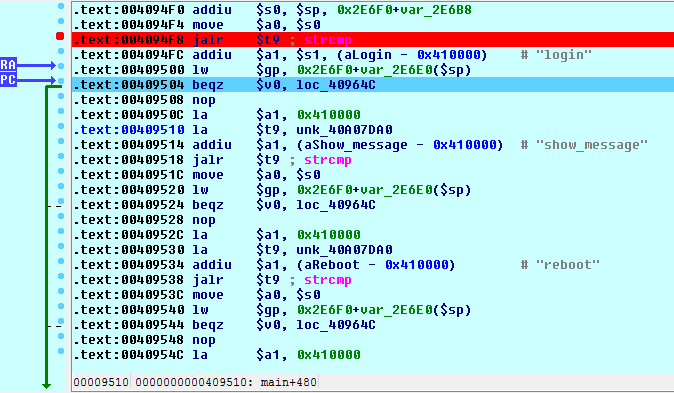 .text:004094F0 addiu $s0, $sp, 0x2E6F0+var_2E6B8
.text:004094F4 move $a0, $s0
.text:004094F8 jalr $t9 ; strcmp
.text:004094FC addiu $a1, $s1, (aLogin - 0x410000) # "login"
RA .text:00409500 lw $gp, 0x2E6F0+var_2E6E0($sp)
PC .text:00409504 beqz $v0, loc_40964C
.text:00409508 nop
.text:0040950C la $a1, 0x410000
.text:00409510 la $t9, unk_40A07DA0
.text:00409514 addiu $a1, (aShow_message - 0x410000) # "show_message"
.text:00409518 jalr $t9 ; strcmp
.text:0040951C move $a0, $s0
.text:00409520 lw $gp, 0x2E6F0+var_2E6E0($sp)
.text:00409524 beqz $v0, loc_40964C
.text:00409528 nop
.text:0040952C la $a1, 0x410000
.text:00409530 la $t9, unk_40A07DA0
.text:00409534 addiu $a1, (aReboot - 0x410000) # "reboot"
.text:00409538 jalr $t9 ; strcmp
.text:0040953C move $a0, $s0
.text:00409540 lw $gp, 0x2E6F0+var_2E6E0($sp)
.text:00409544 beqz $v0, loc_40964C
.text:00409548 nop
.text:0040954C la $a1, 0x410000
00009510 0000000000409510: main+480